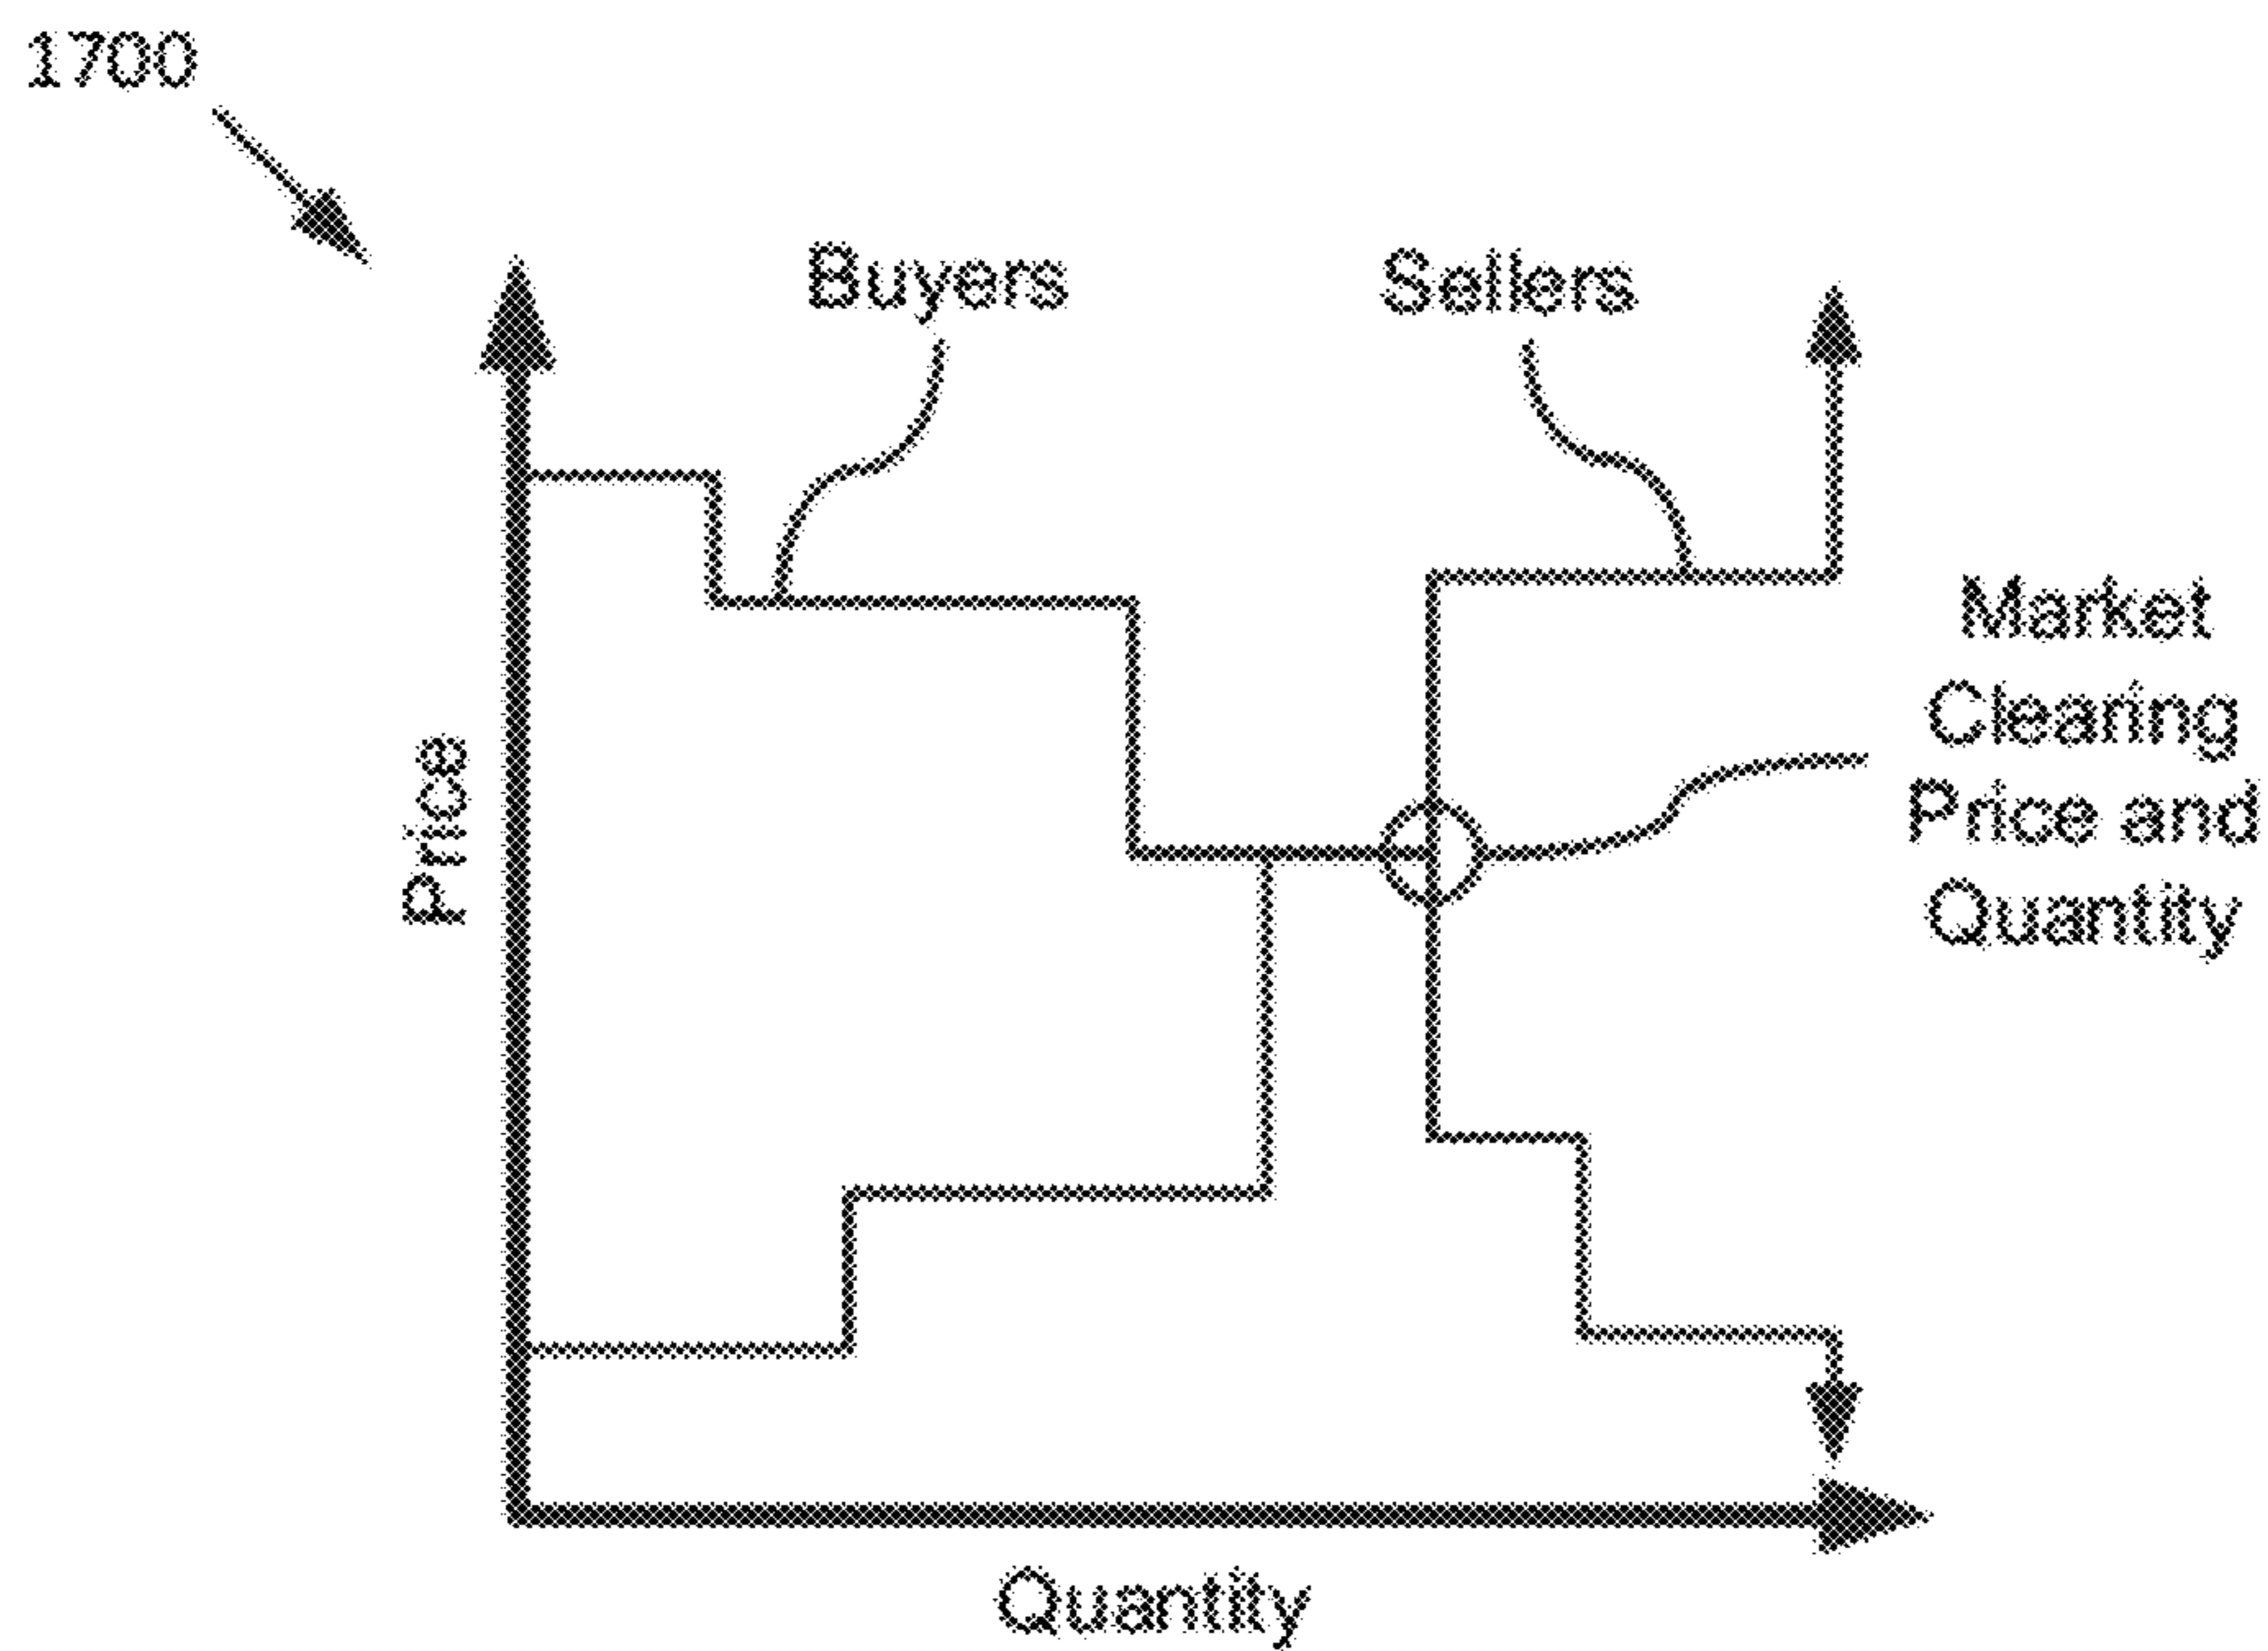 1700
Buyers
Sellers
Market
Clearing
Price and
Quantity
Price
Quantity